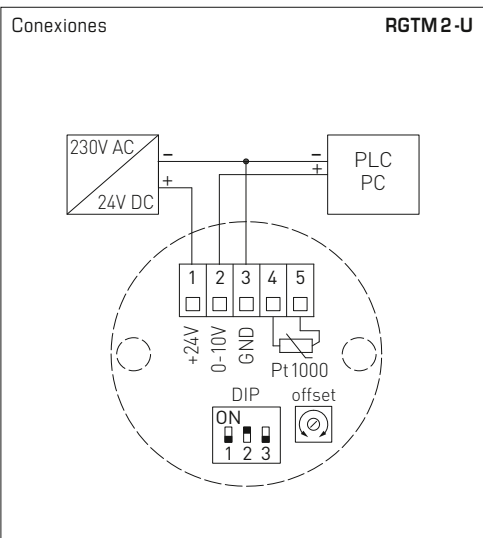 Conexiones RGTM 2-U
230V AC
24V DC
–
+
–
+
PLC
PC
1 2 3 4 5
+24V
0-10V
GND
Pt1000
DIP
offset
ON
1 2 3